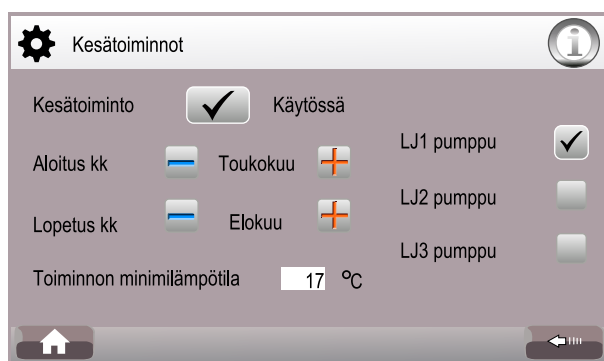 Kesätoiminnot
Kesätoiminto Käytössä
Aloitus kk Toukokuu
Lopetus kk Elokuu
Toiminnon minimilämpötila 17 °C
LJ1 pumppu
LJ2 pumppu
LJ3 pumppu